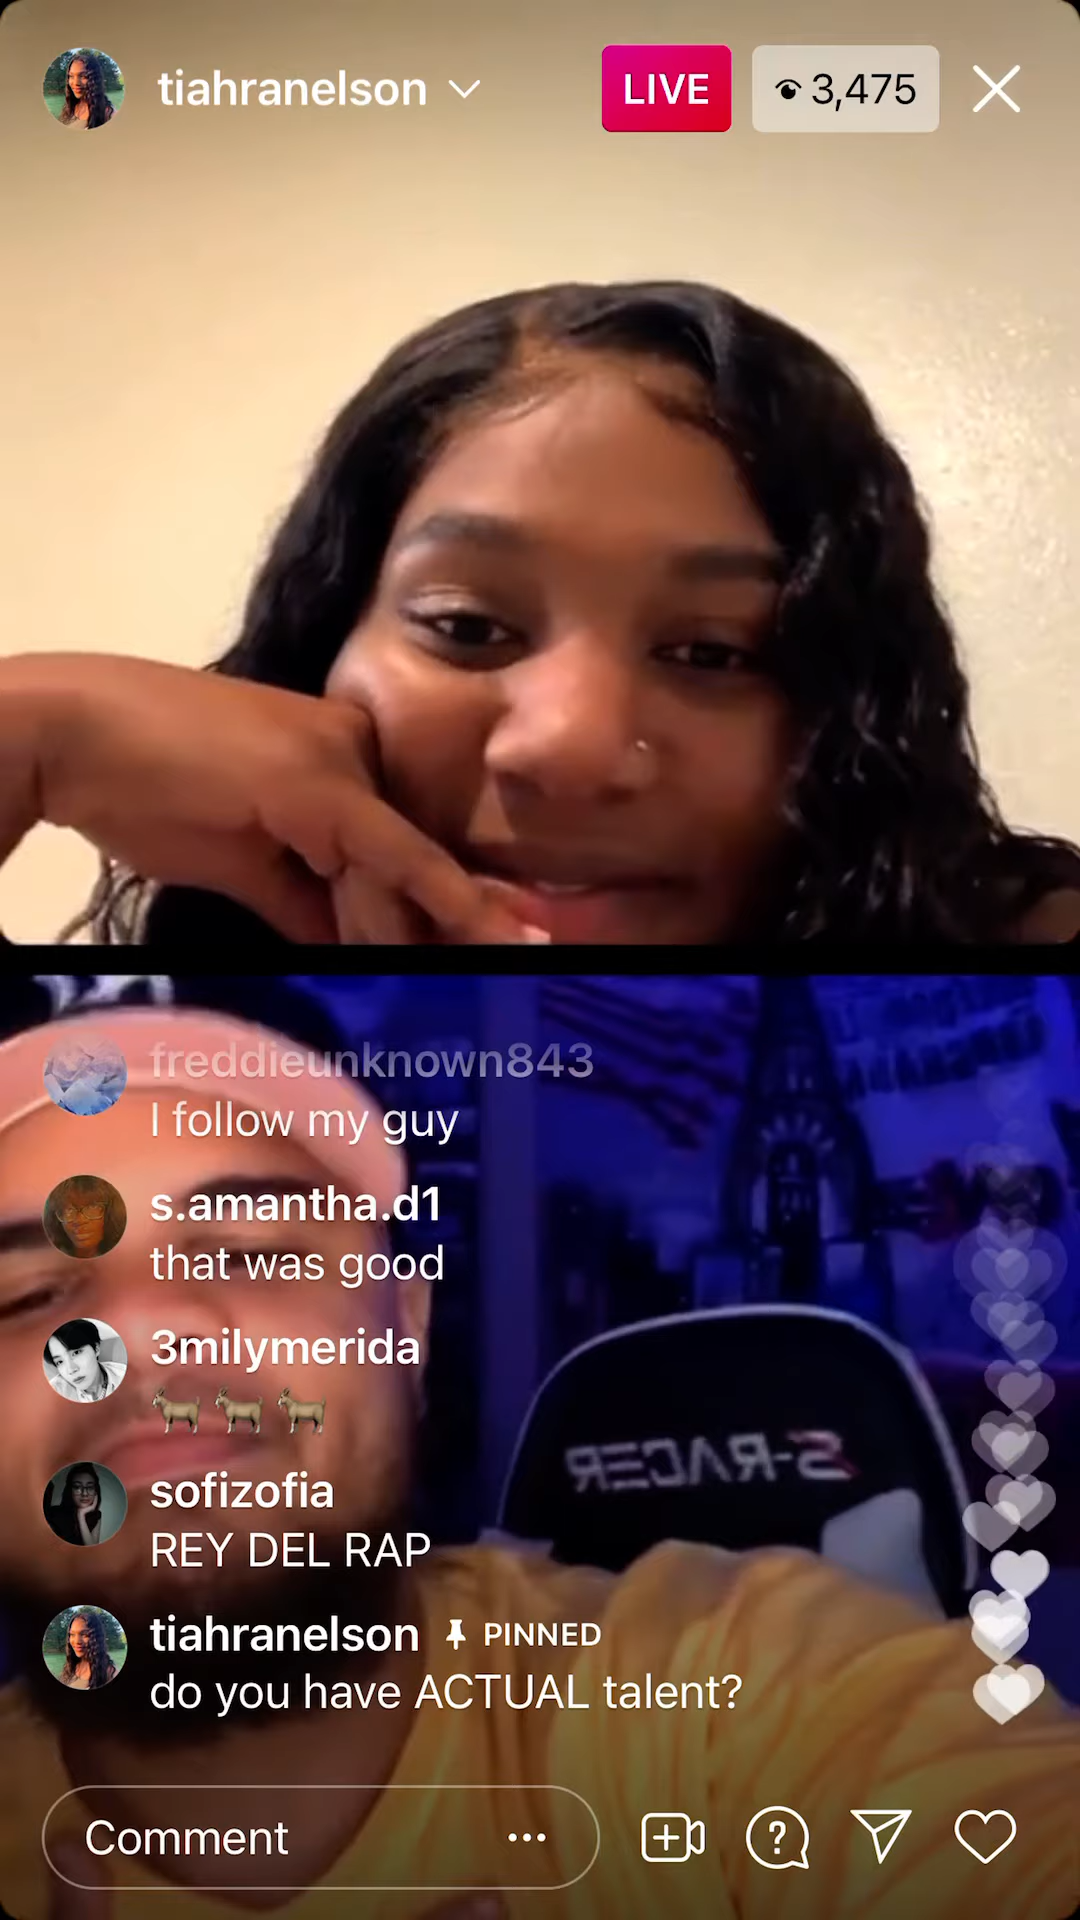 tiahranelson
LIVE
3,475
freddieunknown843
I follow my guy
s.amantha.d1
that was good
3milymerida
🐐 🐐 🐐
sofizofia
REY DEL RAP
tiahranelson PINNED
do you have ACTUAL talent?
S-RACER
Comment